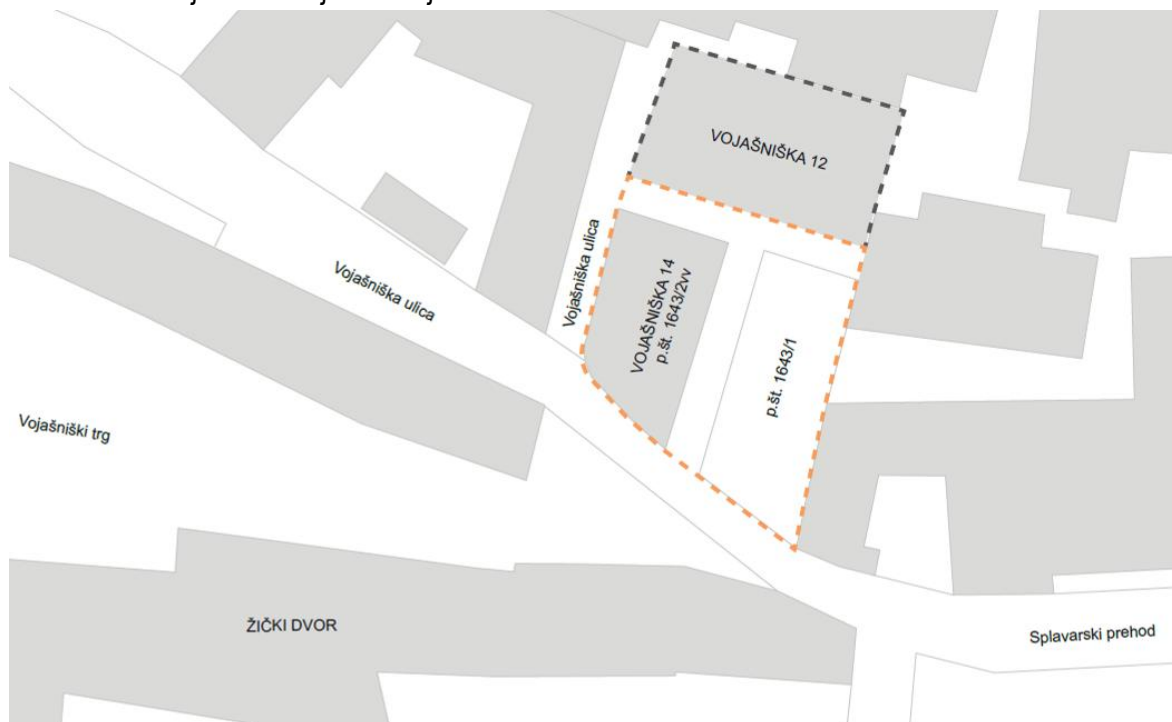 VOJAŠNIŠKA 12
Vojašniška ulica
Vojašniška ulica
VOJAŠNIŠKA 14
p.št. 1643/2vv
p.št. 1643/1
Vojašniški trg
ŽIČKI DVOR
Splavarski prehod